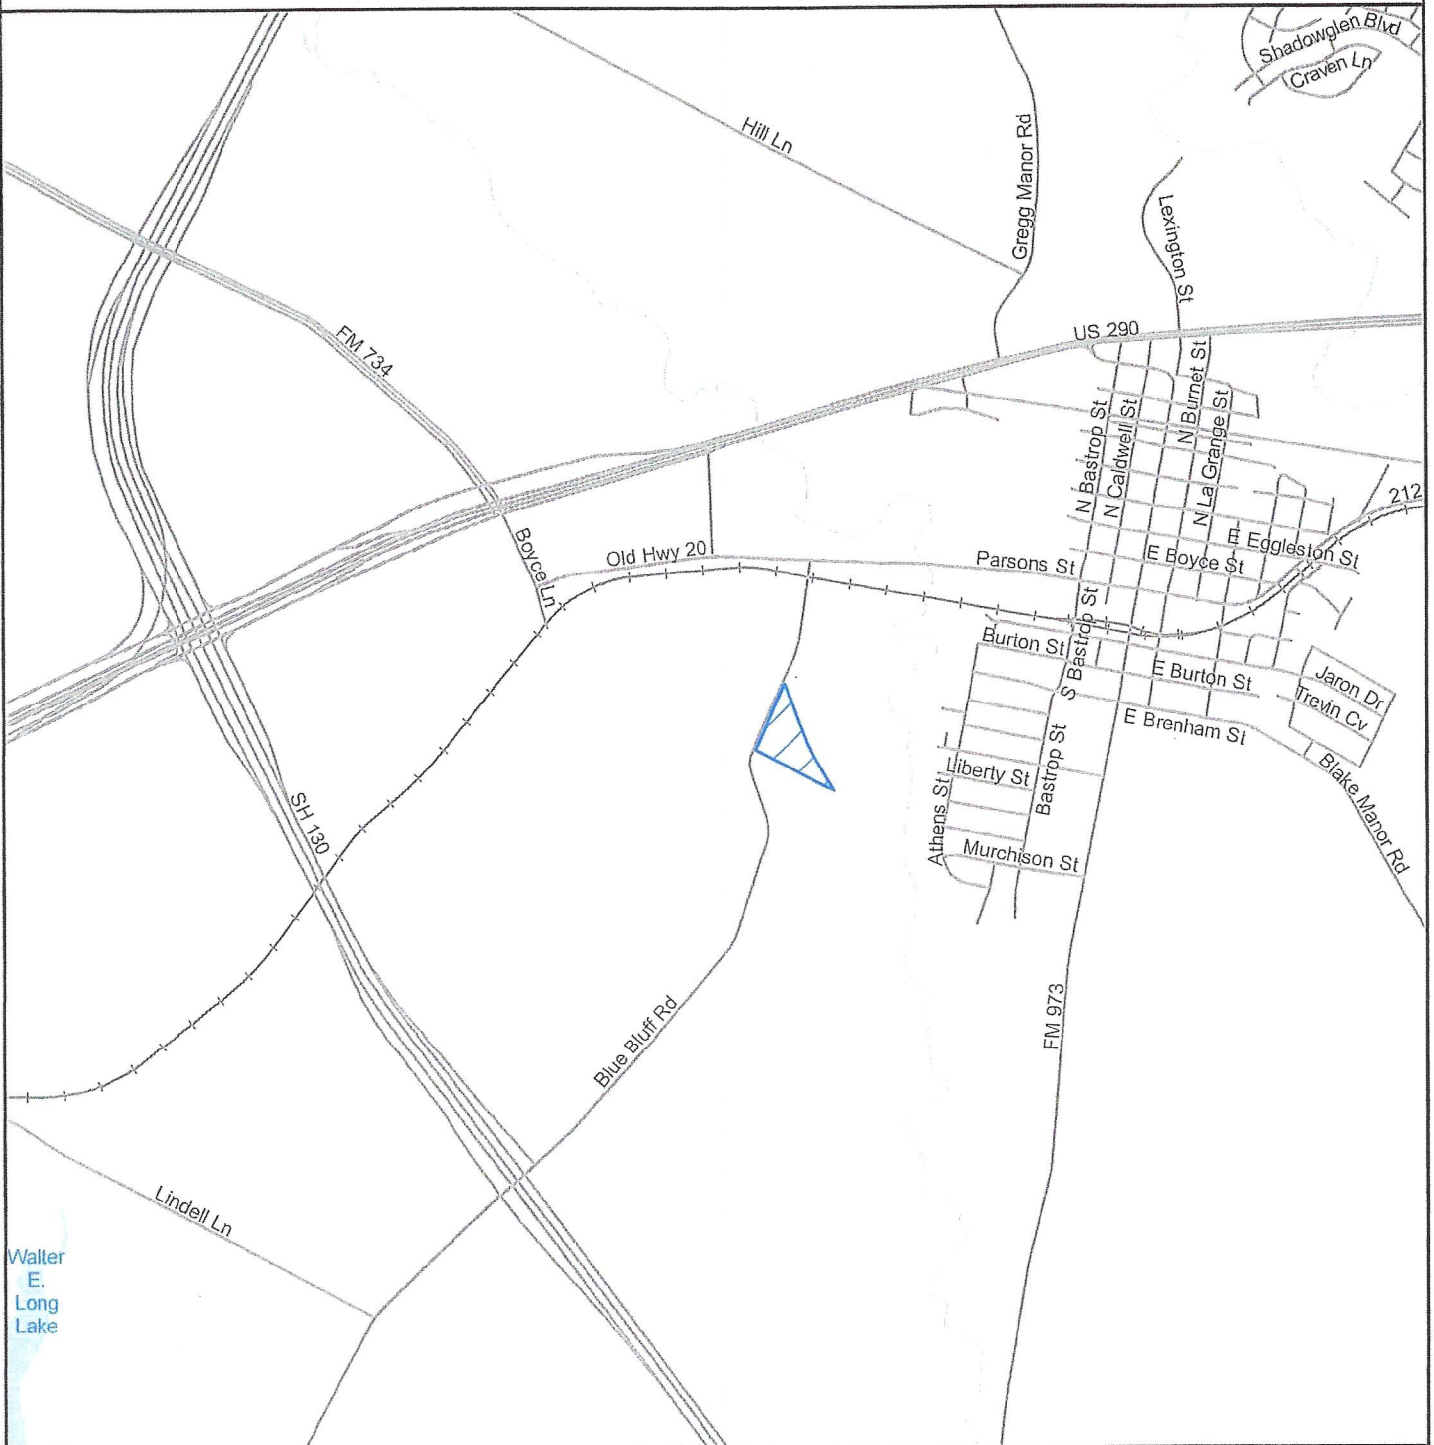 Shadowglen Blvd
Craven Ln
Hill Ln
Gregg Manor Rd
Lexington St
US 290
FM 734
N Burnet St
N Bastrop St
N Caldwell St
N La Grange St
212
Boyce Ln
Old Hwy 20
Parsons St
E Boyce St
E Eggleston St
Burton St
S Bastrop St
E Burton St
Jaron Dr
Trevin Cv
E Brenham St
Bastrop St
Liberty St
Athens St
Blake Manor Rd
SH 130
Murchison St
FM 973
Blue Bluff Rd
Lindell Ln
Walter
E.
Long
Lake